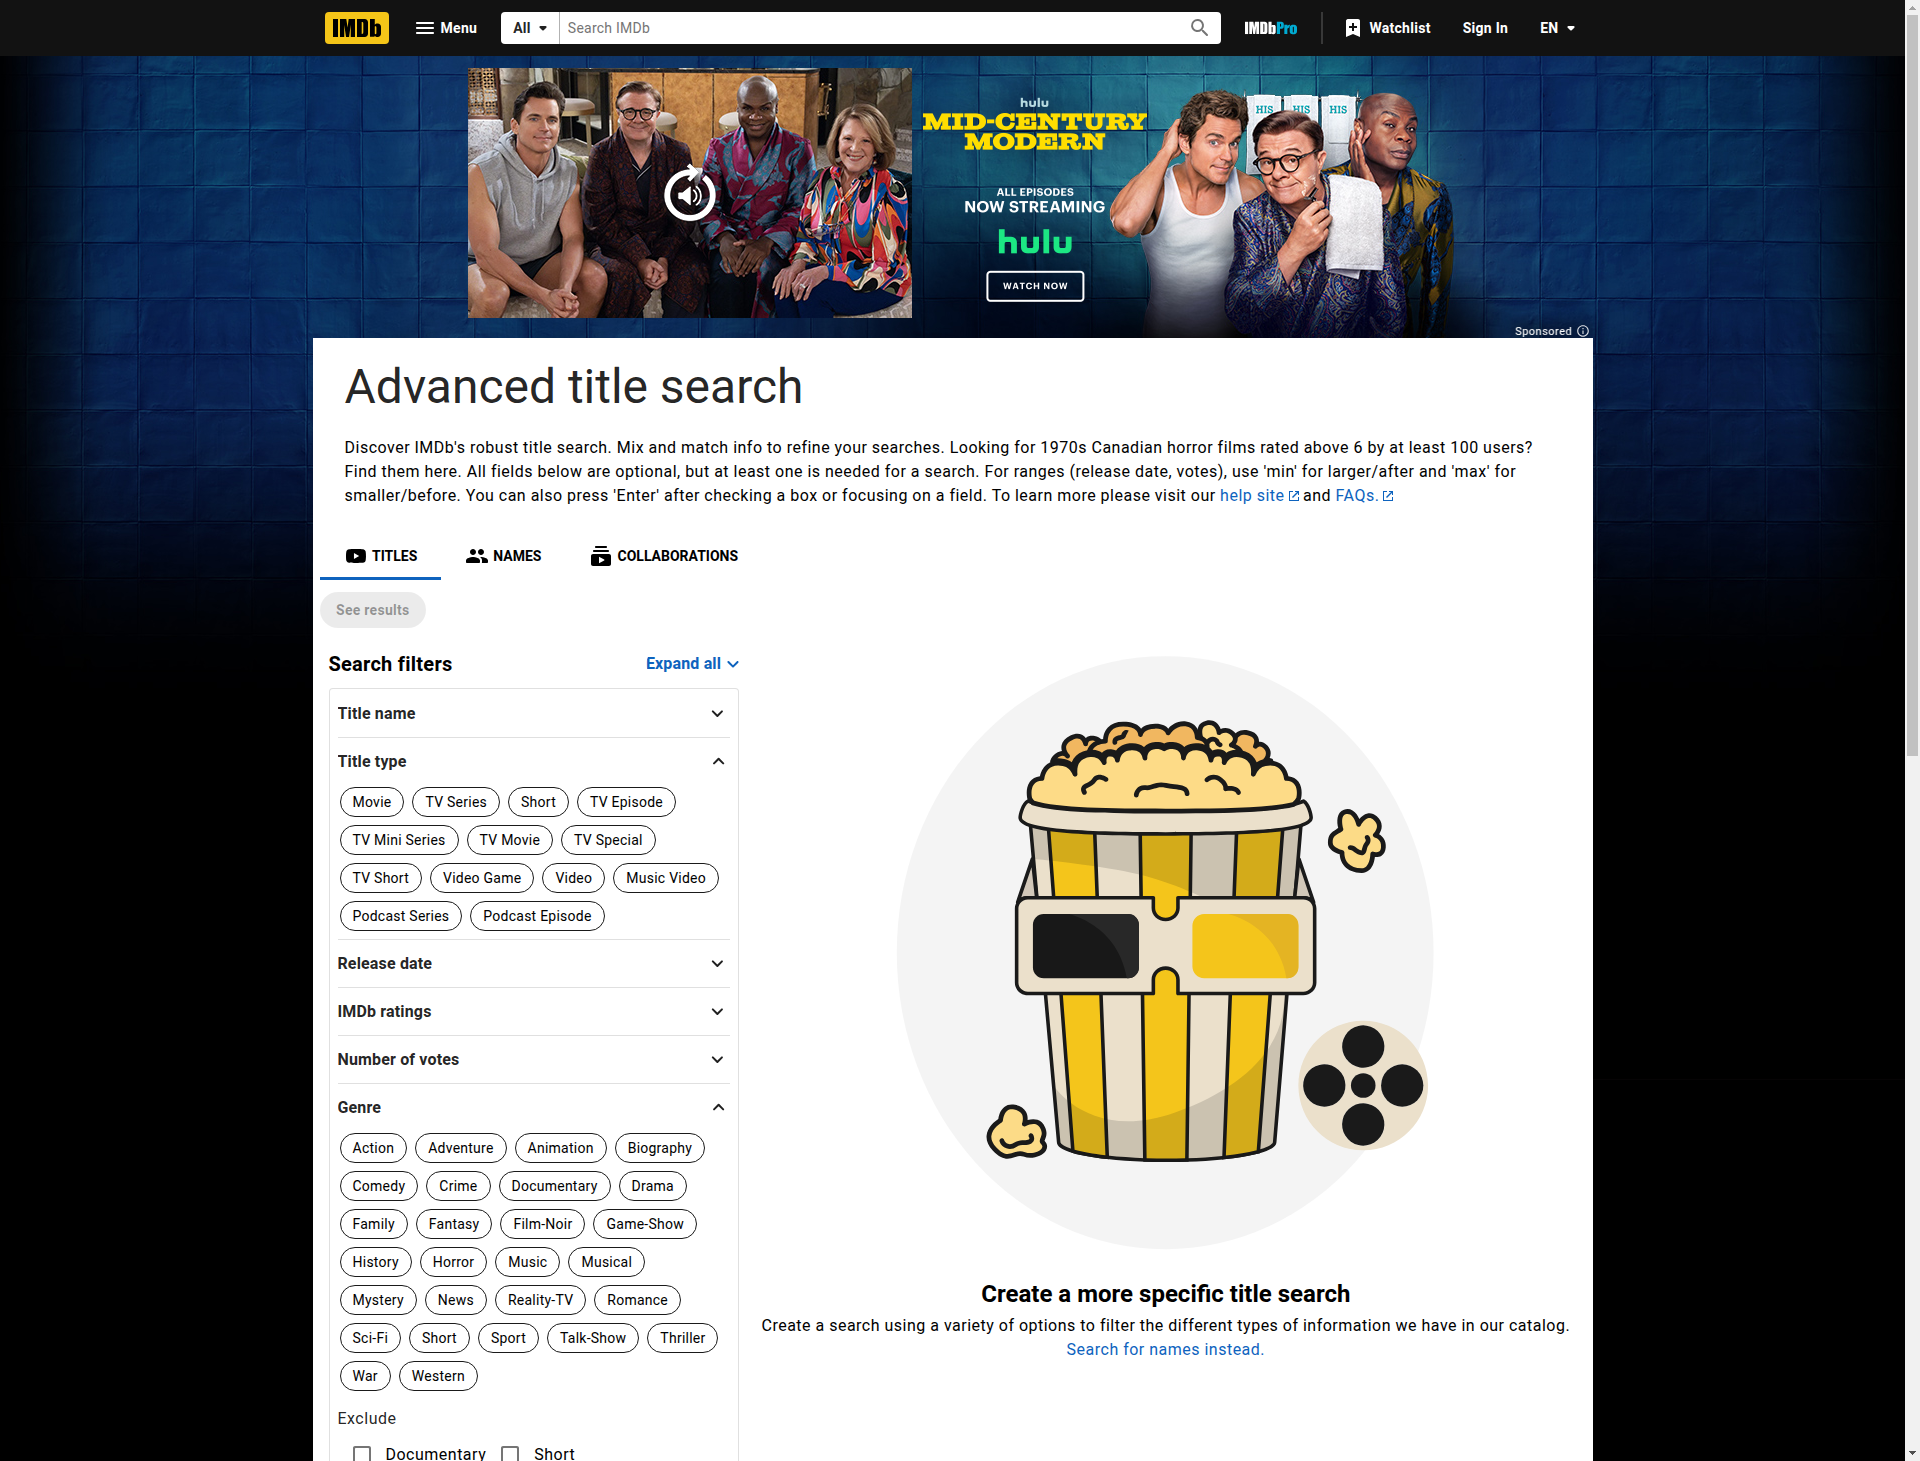 IMDb Menu All Search IMDb IMDbPro Watchlist Sign In EN
hulu
MID-CENTURY
MODERN
HIS HIS HIS
ALL EPISODES
NOW STREAMING
hulu
WATCH NOW
Sponsored
Advanced title search
Discover IMDb's robust title search. Mix and match info to refine your searches. Looking for 1970s Canadian horror films rated above 6 by at least 100 users?
Find them here. All fields below are optional, but at least one is needed for a search. For ranges (release date, votes), use 'min' for larger/after and 'max' for
smaller/before. You can also press 'Enter' after checking a box or focusing on a field. To learn more please visit our help site and FAQs.
TITLES NAMES COLLABORATIONS
See results
Search filters Expand all
Title name
Title type
Movie TV Series Short TV Episode
TV Mini Series TV Movie TV Special
TV Short Video Game Video Music Video
Podcast Series Podcast Episode
Release date
IMDb ratings
Number of votes
Genre
Action Adventure Animation Biography
Comedy Crime Documentary Drama
Family Fantasy Film-Noir Game-Show
History Horror Music Musical
Mystery News Reality-TV Romance
Sci-Fi Short Sport Talk-Show Thriller
War Western
Exclude
Documentary Short
Create a more specific title search
Create a search using a variety of options to filter the different types of information we have in our catalog.
Search for names instead.